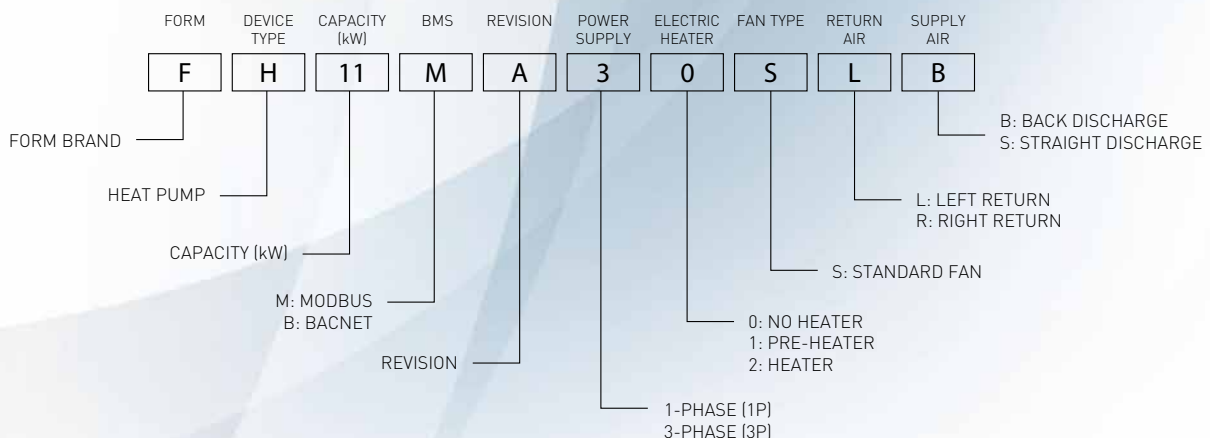 FORM
DEVICE
TYPE
CAPACITY
(kW)
BMS
REVISION
POWER
SUPPLY
ELECTRIC
HEATER
FAN TYPE
RETURN
AIR
SUPPLY
AIR
F H 11 M A 3 0 S L B
FORM BRAND
HEAT PUMP
CAPACITY (kW)
M: MODBUS
B: BACNET
REVISION
1-PHASE (1P)
3-PHASE (3P)
0: NO HEATER
1: PRE-HEATER
2: HEATER
S: STANDARD FAN
L: LEFT RETURN
R: RIGHT RETURN
B: BACK DISCHARGE
S: STRAIGHT DISCHARGE